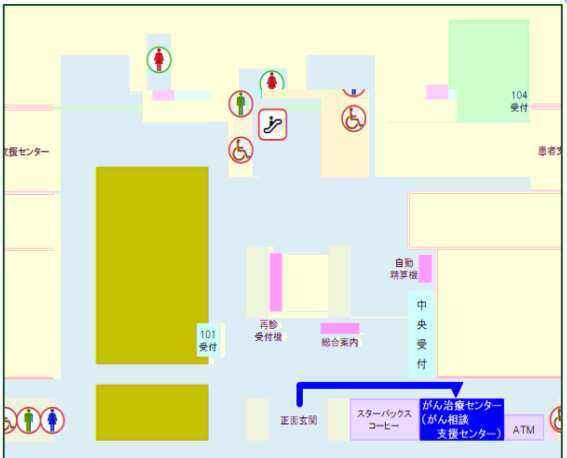 104
受付
支援センター
患者支
自動
精算機
中
央
受
付
101
受付
再診
受付機
総合案内
正面玄関
スターバックス
コーヒー
がん治療センター
(がん相談
支援センター)
ATM